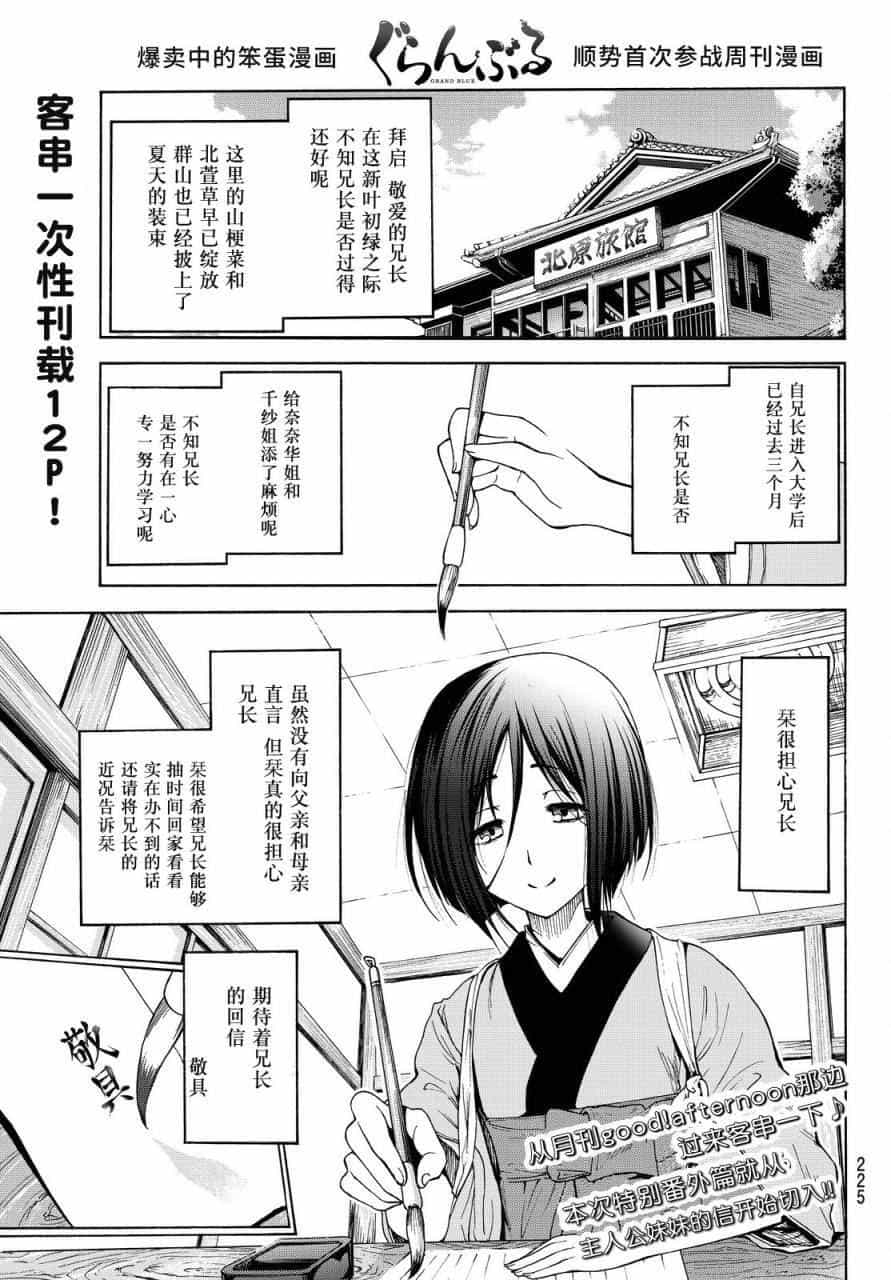 爆卖中的笨蛋漫画
ぐらんぶる
GRAND BLUE
顺势首次参战周刊漫画
客串一次性刊载12P！
拜启 敬爱的兄长
在这新叶初绿之际
不知兄长是否过得
还好呢
这里的山梗菜和
北萱草早已绽放
群山也已经披上了
夏天的装束
北原旅館
自兄长进入大学后
已经过去三个月
不知兄长是否
给奈奈华姐和
千纱姐添了麻烦呢
不知兄长
是否有在一心
专一努力学习呢
栞很担心兄长
虽然没有向父亲和母亲
直言 但栞真的很担心
兄长
栞很希望兄长能够
抽时间回家看看
实在办不到的话
还请将兄长的
近况告诉栞
期待着兄长
的回信
敬具
敬具
从月刊good!afternoon那边
过来客串一下♪
本次特别番外篇就从
主人公妹妹的信开始切入!!
225